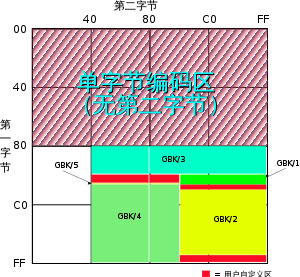 第二字节
40 80 C0 FF
00
单字节编码区
40
(无第二字节)
第一字节
80
GBK/3
GBK/5
GBK/1
C0
GBK/4
GBK/2
FF
= 用户自定义区